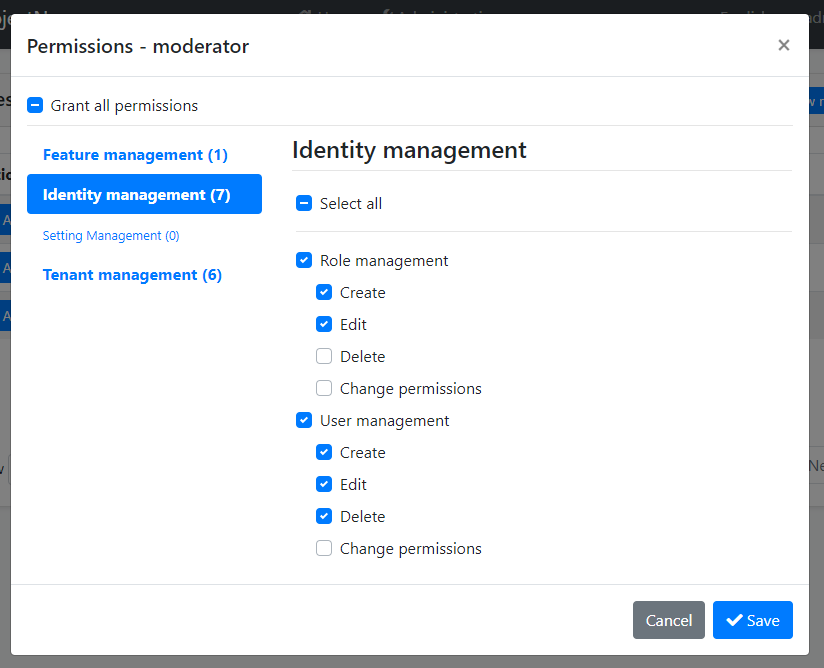 Permissions - moderator
×
Grant all permissions
Feature management (1)
Identity management (7)
Setting Management (0)
Tenant management (6)
Identity management
Select all
Role management
Create
Edit
Delete
Change permissions
User management
Create
Edit
Delete
Change permissions
Cancel
Save